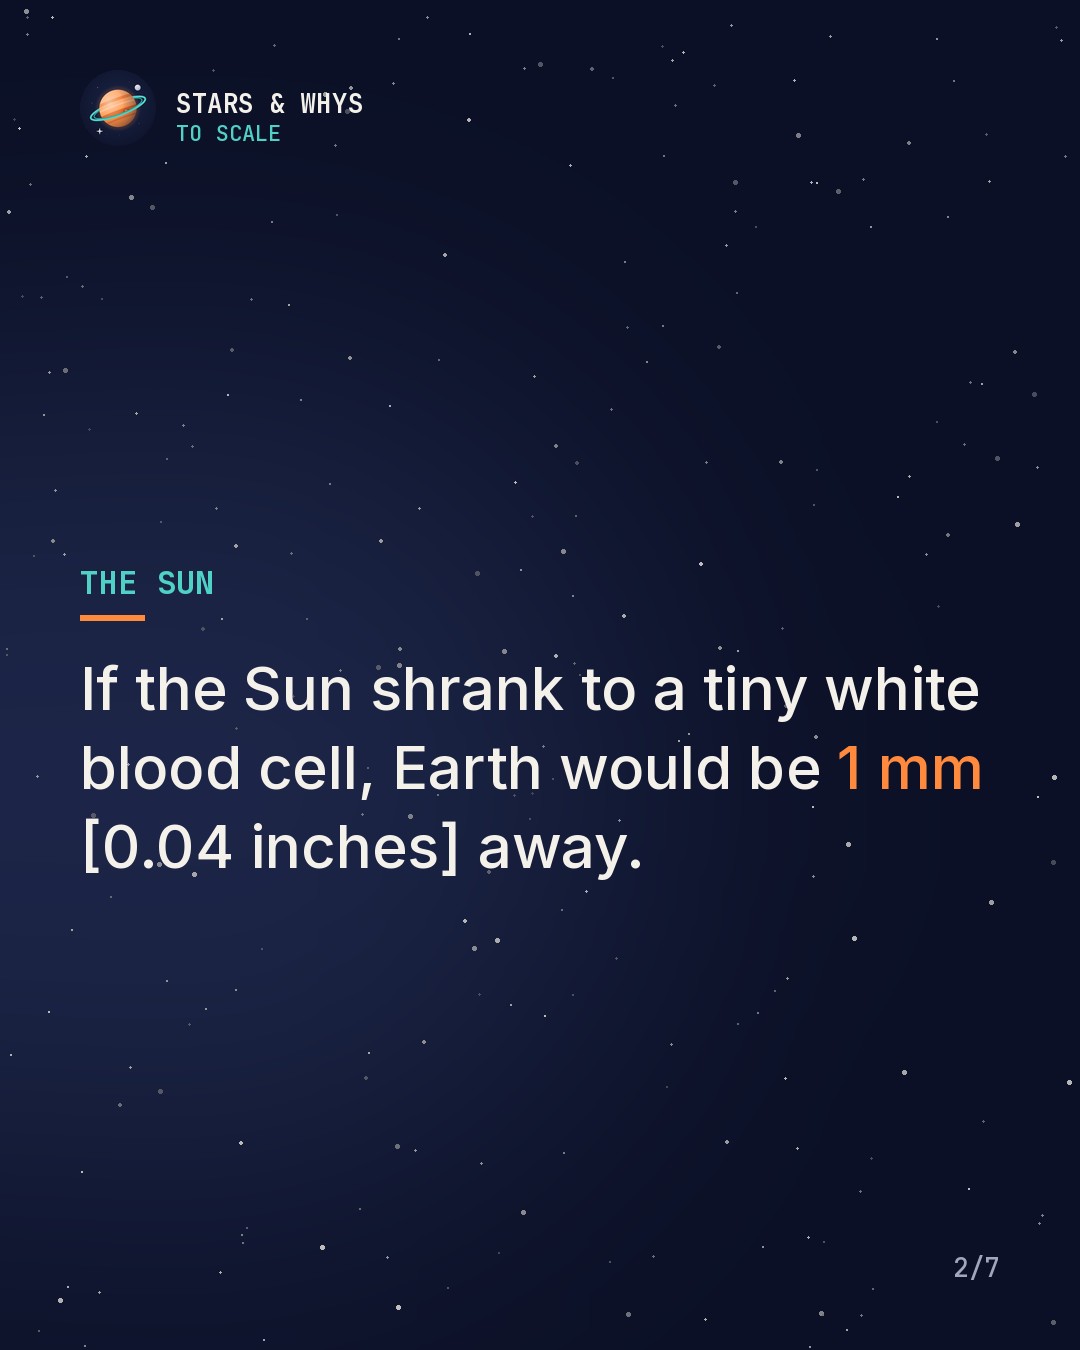 STARS & WHYS
TO SCALE
THE SUN
If the Sun shrank to a tiny white
blood cell, Earth would be 1 mm
[0.04 inches] away.
2/7